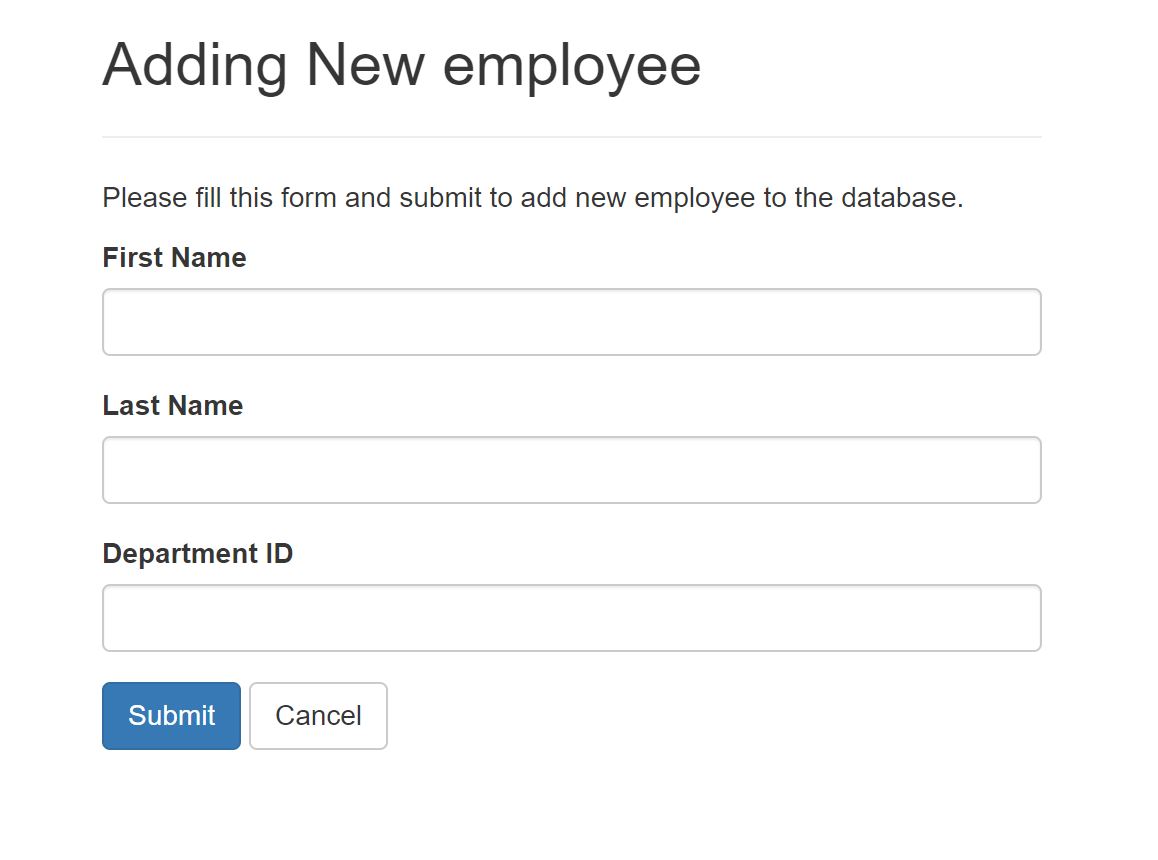 Adding New employee
Please fill this form and submit to add new employee to the database.
First Name
Last Name
Department ID
Submit Cancel